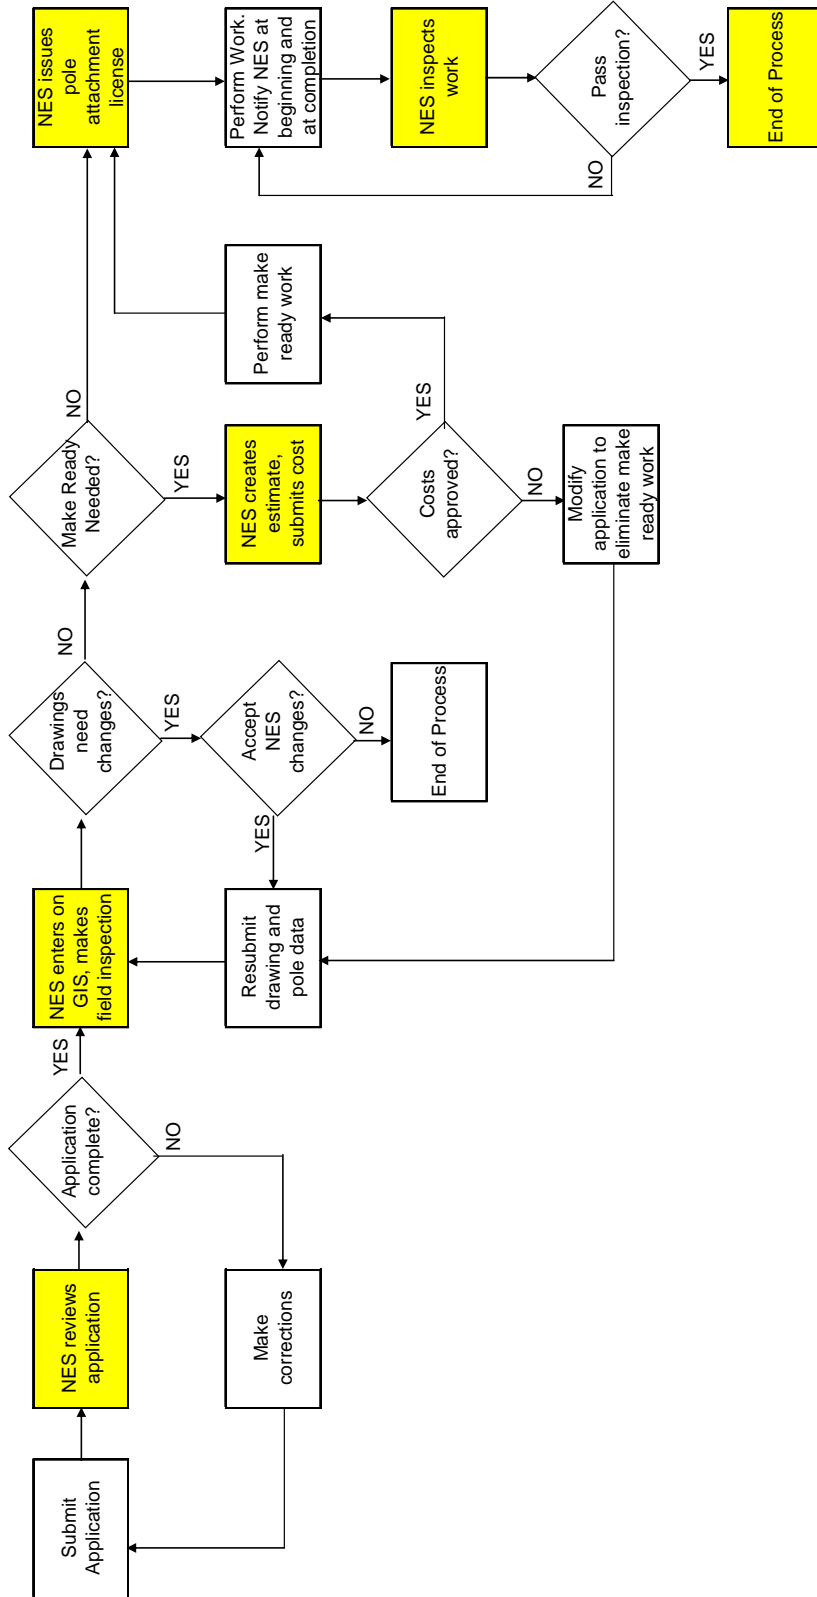 Submit
Application
NES reviews
application
Make
corrections
Application
complete?
NO
YES
NES enters on
GIS, makes
field inspection
Resubmit
drawing and
pole data
Drawings
need
changes?
YES
NO
Accept
NES
changes?
YES
NO
End of Process
Make Ready
Needed?
YES
NO
NES creates
estimate,
submits cost
Costs
approved?
YES
NO
Modify
application to
eliminate make
ready work
Perform make
ready work
NES issues
pole
attachment
license
Perform Work.
Notify NES at
beginning and
at completion
NES inspects
work
Pass
inspection?
NO
YES
End of Process